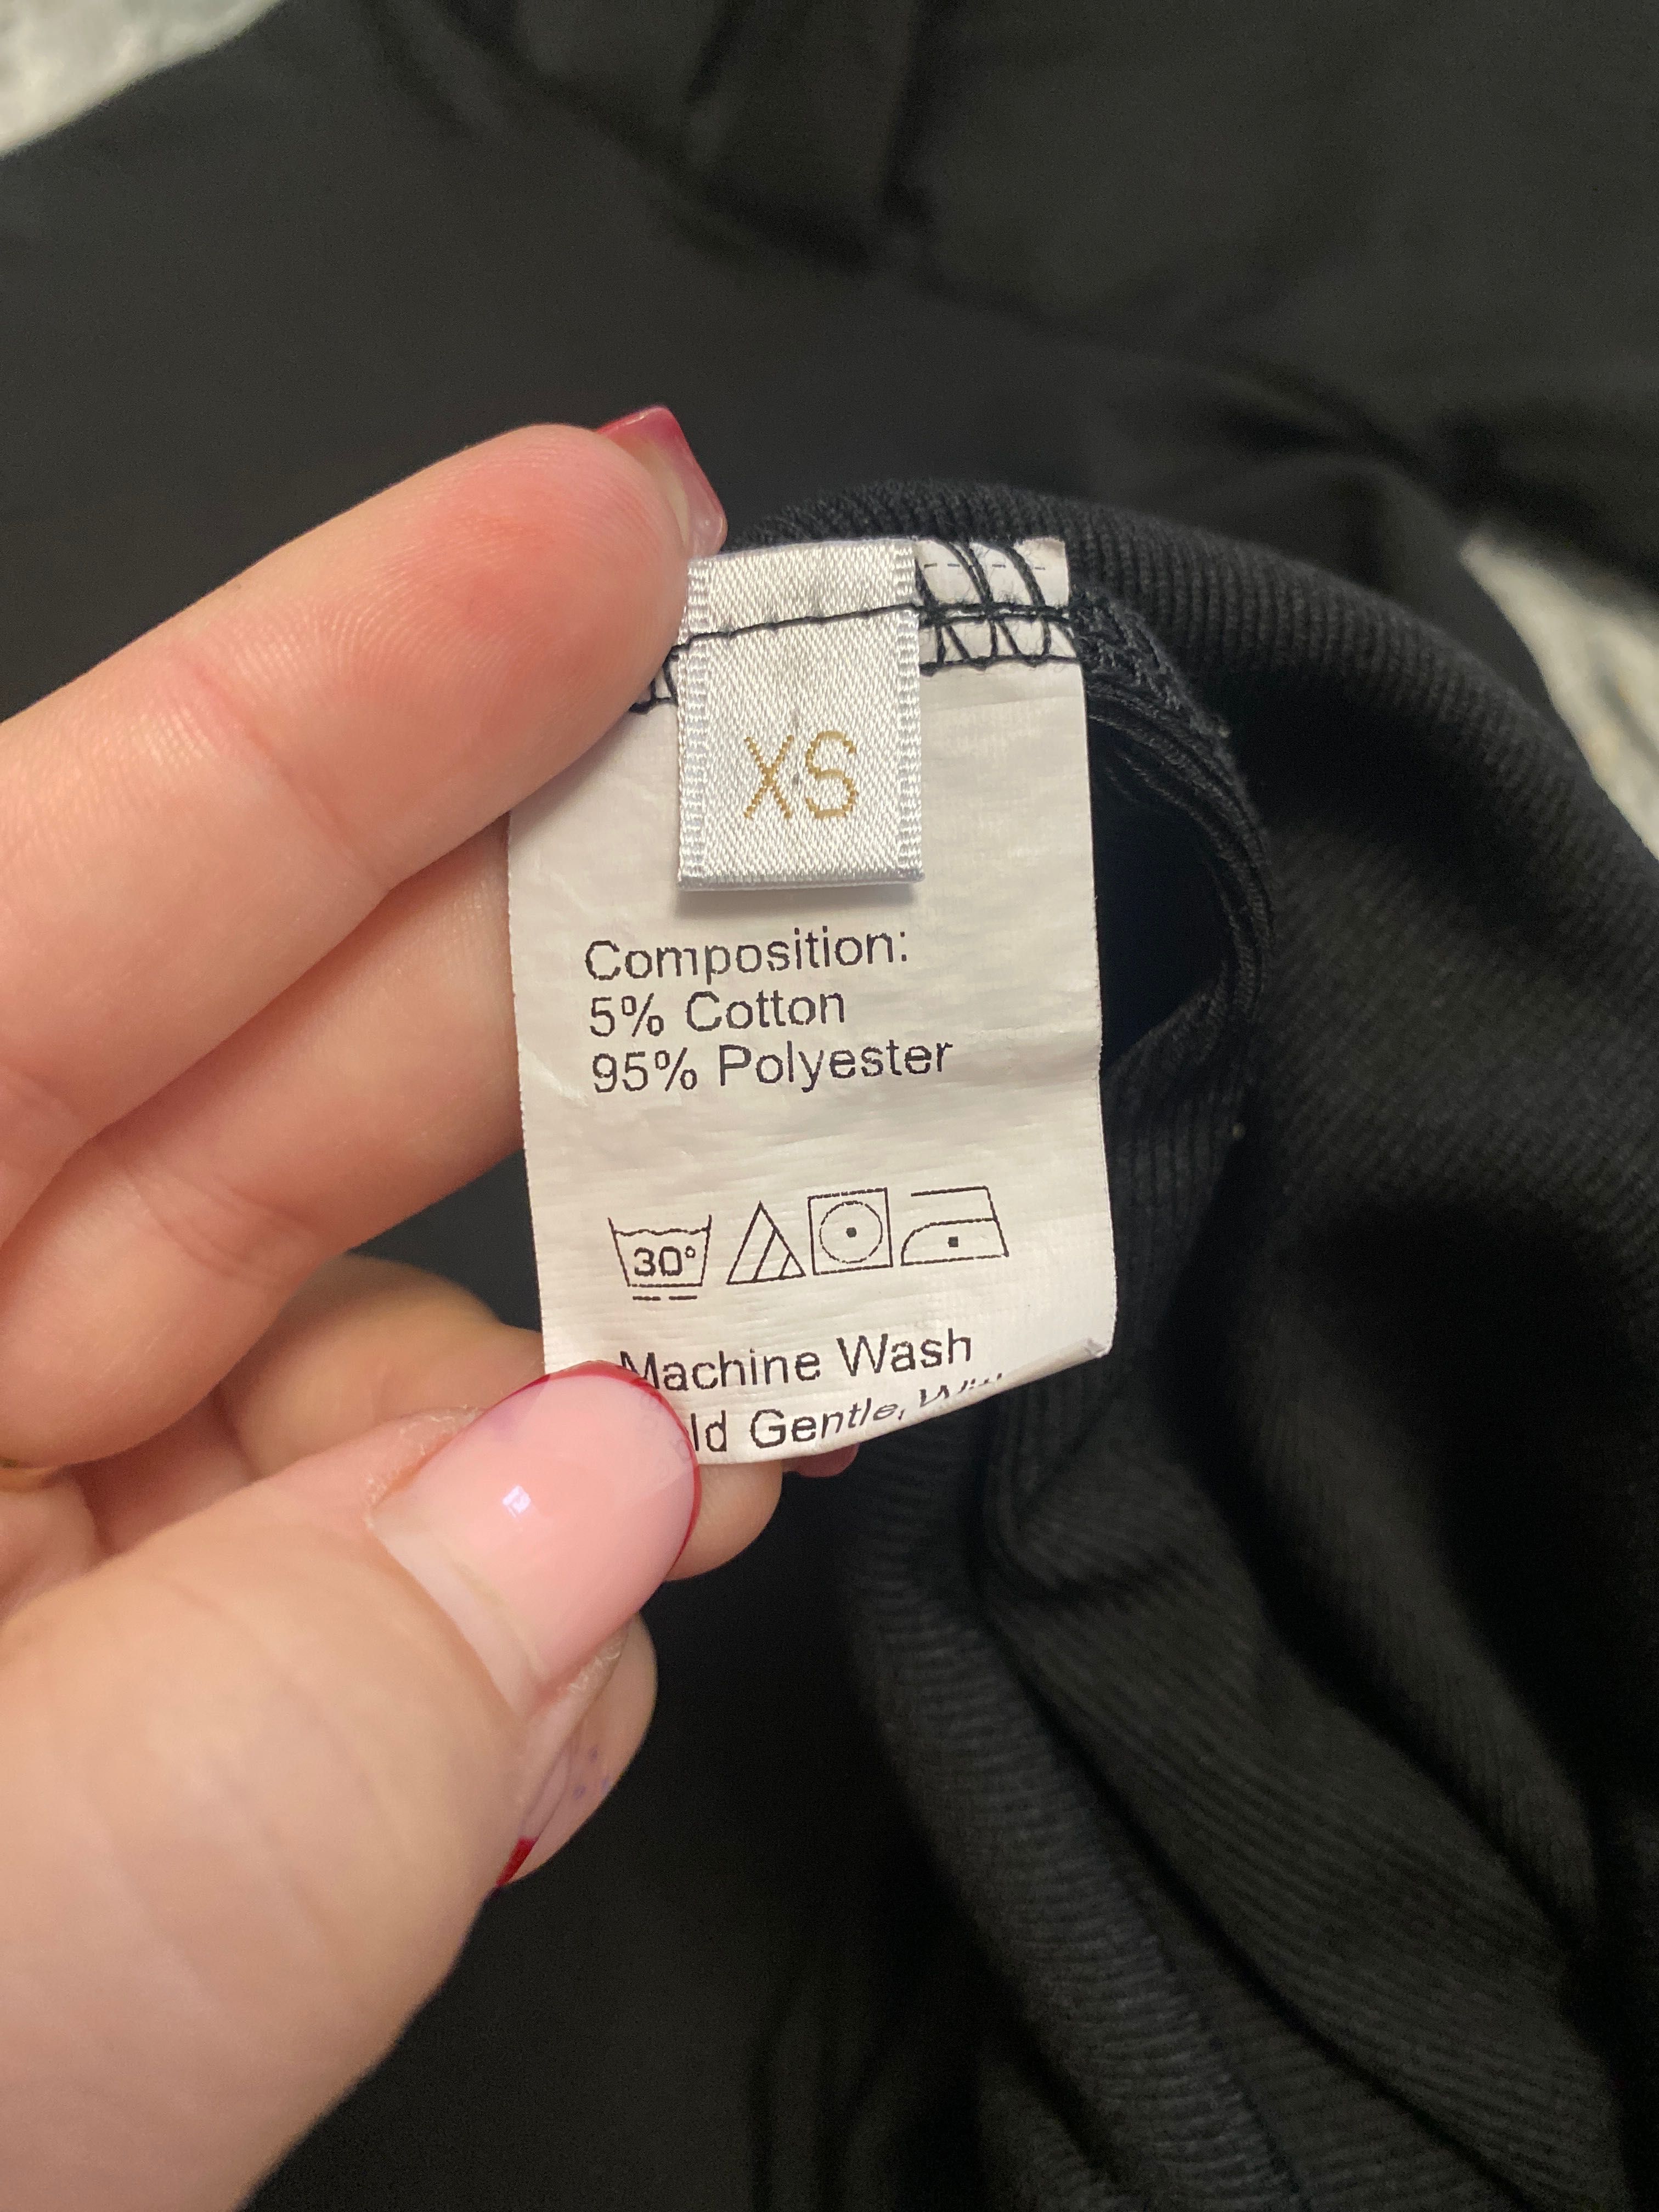 XS
Composition:
5% Cotton
95% Polyester
30°
Machine Wash
Gentle,